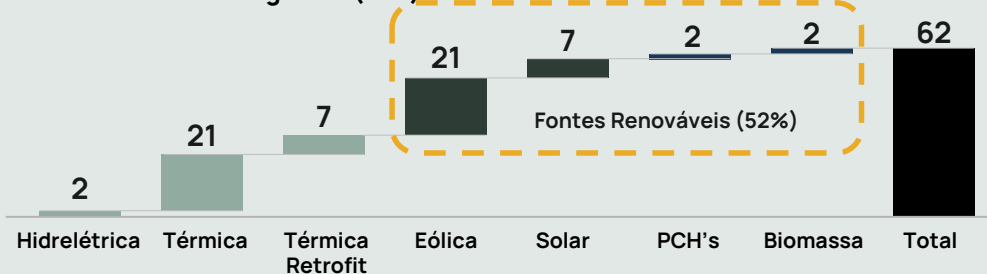 2 21 7 21 7 2 2 62
Fontes Renováveis (52%)
Hidrelétrica Térmica Térmica Eólica Solar PCH's Biomassa Total
Retrofit